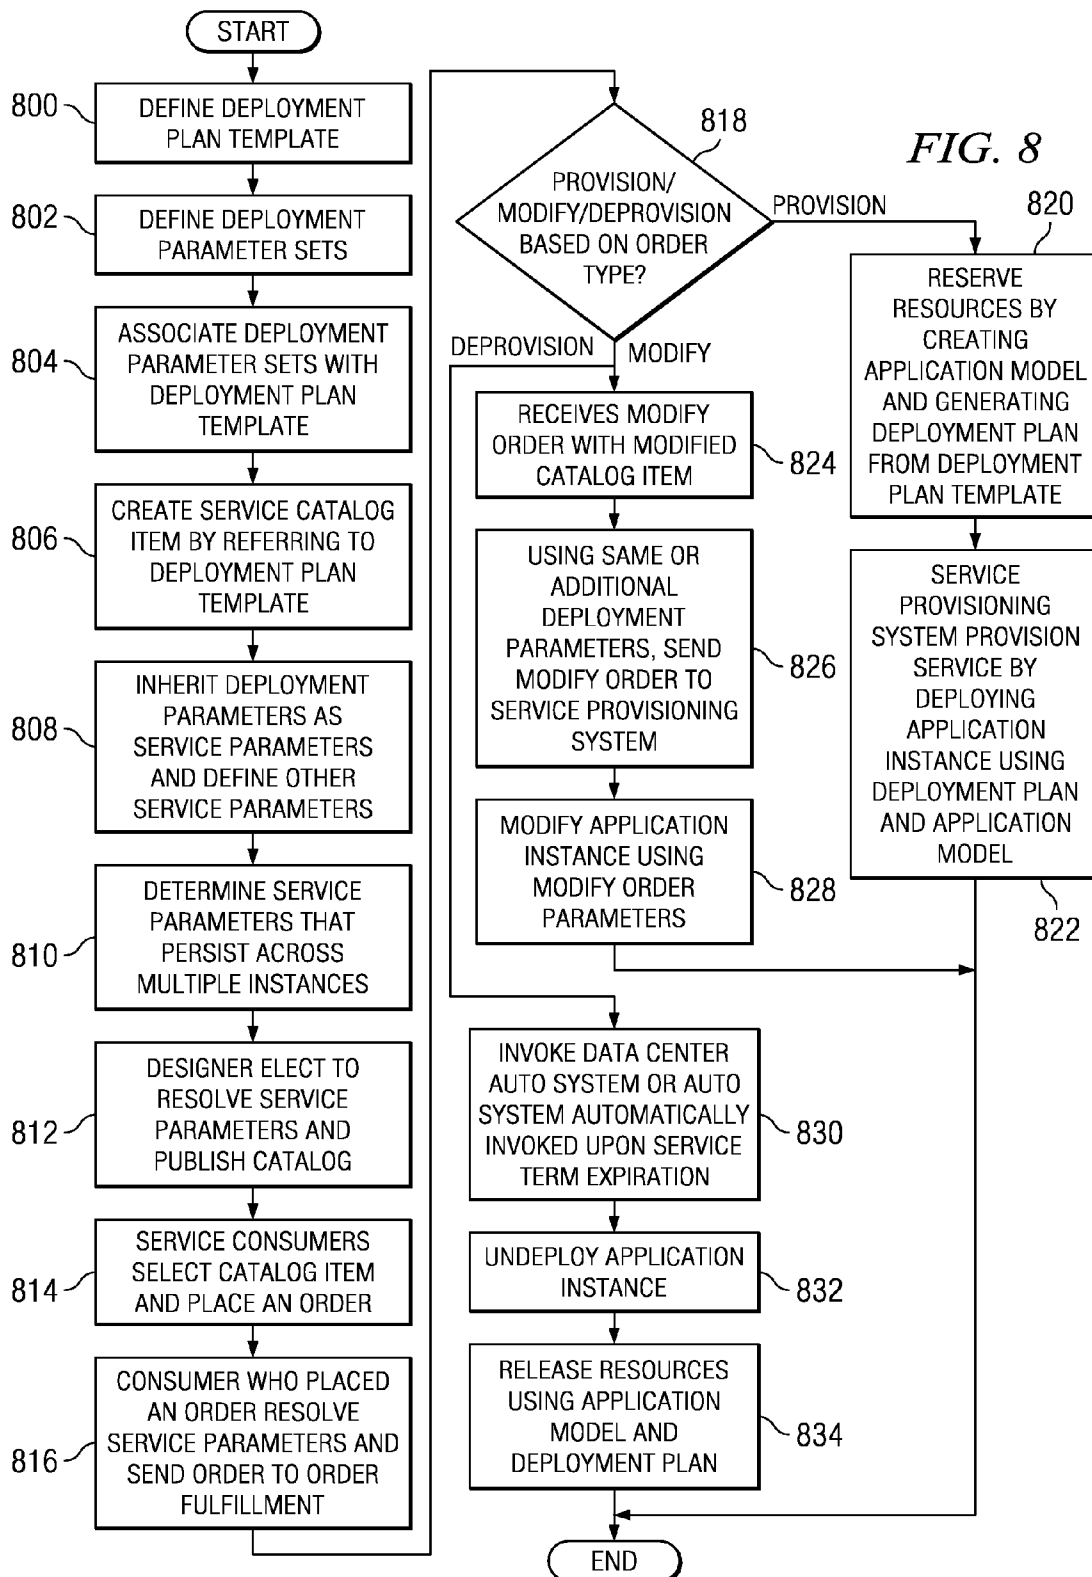 START
800
DEFINE DEPLOYMENT
PLAN TEMPLATE
802
DEFINE DEPLOYMENT
PARAMETER SETS
804
ASSOCIATE DEPLOYMENT
PARAMETER SETS WITH
DEPLOYMENT PLAN
TEMPLATE
806
CREATE SERVICE CATALOG
ITEM BY REFERRING TO
DEPLOYMENT PLAN
TEMPLATE
808
INHERIT DEPLOYMENT
PARAMETERS AS
SERVICE PARAMETERS
AND DEFINE OTHER
SERVICE PARAMETERS
810
DETERMINE SERVICE
PARAMETERS THAT
PERSIST ACROSS
MULTIPLE INSTANCES
812
DESIGNER ELECT TO
RESOLVE SERVICE
PARAMETERS AND
PUBLISH CATALOG
814
SERVICE CONSUMERS
SELECT CATALOG ITEM
AND PLACE AN ORDER
816
CONSUMER WHO PLACED
AN ORDER RESOLVE
SERVICE PARAMETERS AND
SEND ORDER TO ORDER
FULFILLMENT
818
PROVISION/
MODIFY/DEPROVISION
BASED ON ORDER
TYPE?
PROVISION
DEPROVISION
MODIFY
RECEIVES MODIFY
ORDER WITH MODIFIED
CATALOG ITEM
824
USING SAME OR
ADDITIONAL
DEPLOYMENT
PARAMETERS, SEND
MODIFY ORDER TO
SERVICE PROVISIONING
SYSTEM
826
MODIFY APPLICATION
INSTANCE USING
MODIFY ORDER
PARAMETERS
828
INVOKE DATA CENTER
AUTO SYSTEM OR AUTO
SYSTEM AUTOMATICALLY
INVOKED UPON SERVICE
TERM EXPIRATION
830
UNDEPLOY APPLICATION
INSTANCE
832
RELEASE RESOURCES
USING APPLICATION
MODEL AND
DEPLOYMENT PLAN
834
END
FIG. 8
820
RESERVE
RESOURCES BY
CREATING
APPLICATION MODEL
AND GENERATING
DEPLOYMENT PLAN
FROM DEPLOYMENT
PLAN TEMPLATE
SERVICE
PROVISIONING
SYSTEM PROVISION
SERVICE BY
DEPLOYING
APPLICATION
INSTANCE USING
DEPLOYMENT PLAN
AND APPLICATION
MODEL
822